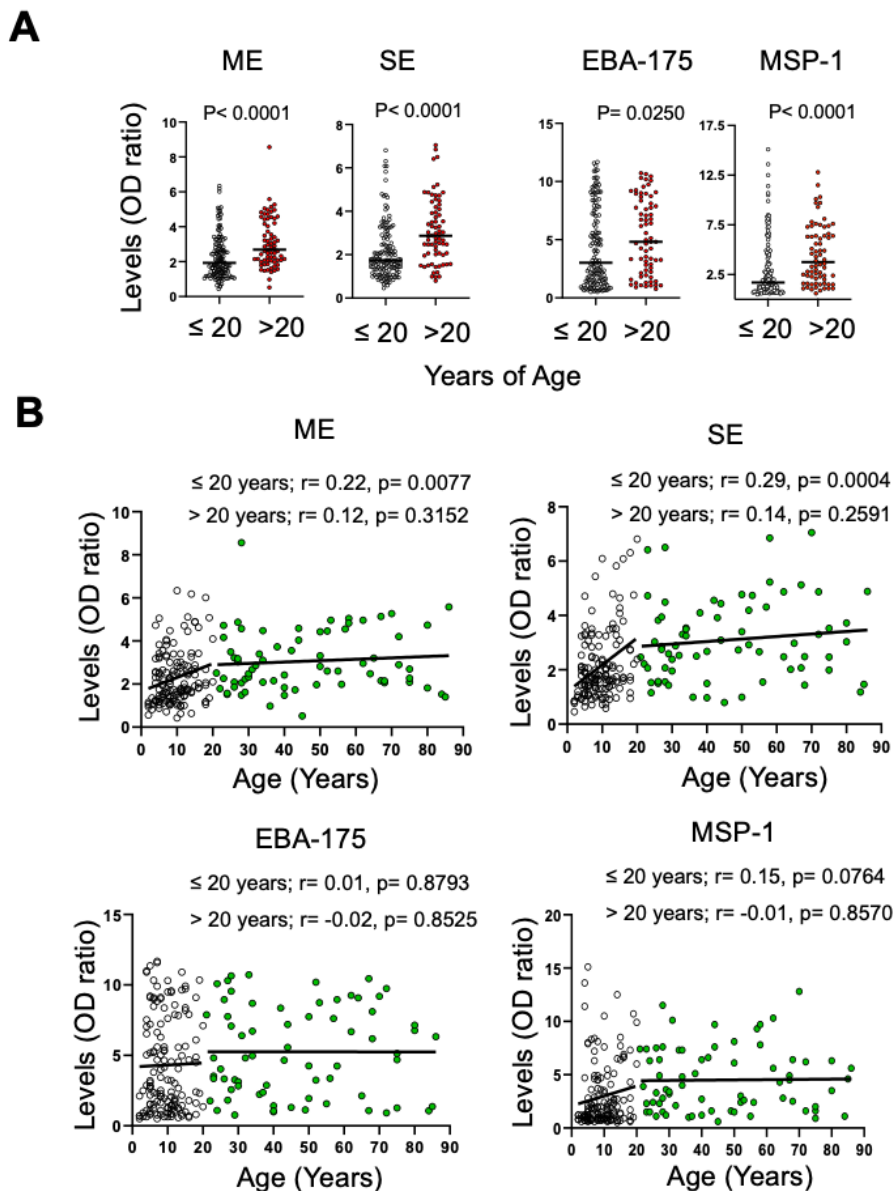 A
ME SE EBA-175 MSP-1
P< 0.0001 P< 0.0001 P= 0.0250 P< 0.0001
Levels (OD ratio)
10 8 6 4 2 0
8 6 4 2 0
15 10 5 0
17.5 12.5 7.5 2.5
≤ 20 >20 ≤ 20 >20 ≤ 20 >20 ≤ 20 >20
Years of Age
B
ME
≤ 20 years; r= 0.22, p= 0.0077
> 20 years; r= 0.12, p= 0.3152
Levels (OD ratio)
10 8 6 4 2 0
0 10 20 30 40 50 60 70 80 90
Age (Years)
SE
≤ 20 years; r= 0.29, p= 0.0004
> 20 years; r= 0.14, p= 0.2591
Levels (OD ratio)
8 6 4 2 0
0 10 20 30 40 50 60 70 80 90
Age (Years)
EBA-175
≤ 20 years; r= 0.01, p= 0.8793
> 20 years; r= -0.02, p= 0.8525
Levels (OD ratio)
15 10 5 0
0 10 20 30 40 50 60 70 80 90
Age (Years)
MSP-1
≤ 20 years; r= 0.15, p= 0.0764
> 20 years; r= -0.01, p= 0.8570
Levels (OD ratio)
20 15 10 5 0
0 10 20 30 40 50 60 70 80 90
Age (Years)